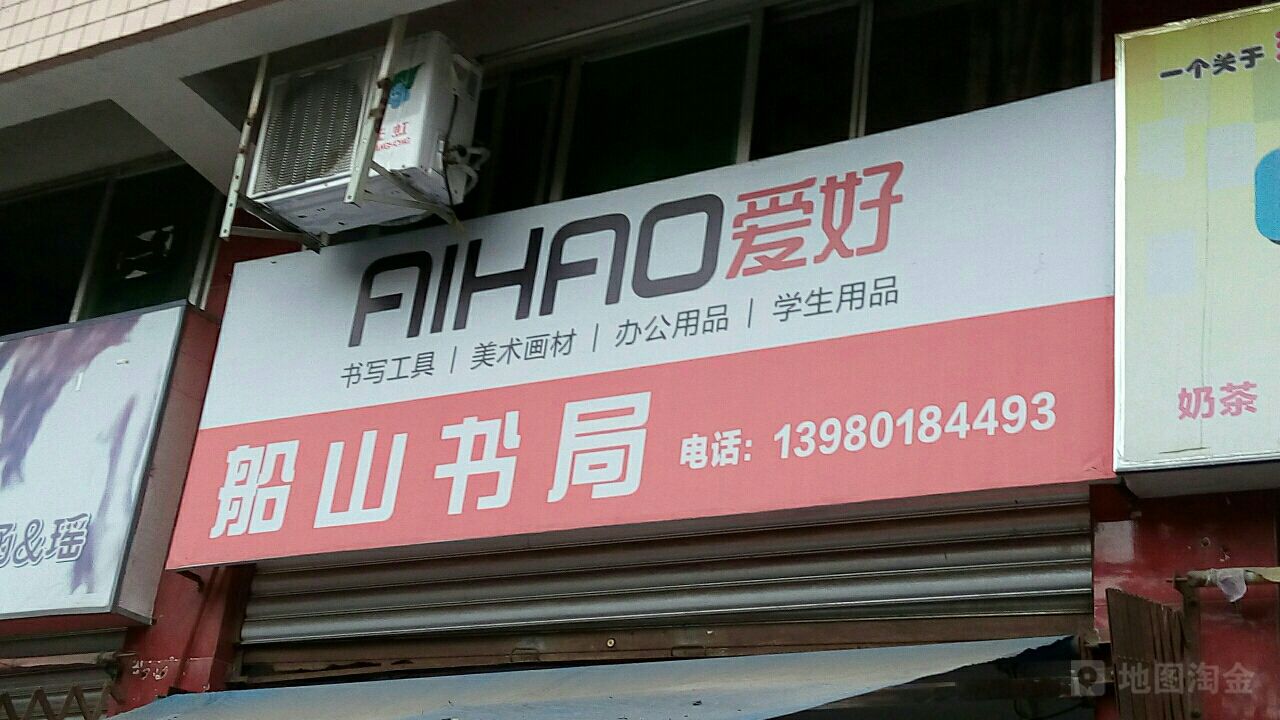 一个关于
虹
AIHAO爱好
书写工具 | 美术画材 | 办公用品 | 学生用品
船山书局 电话: 13980184493
奶茶
&瑶
地图淘金